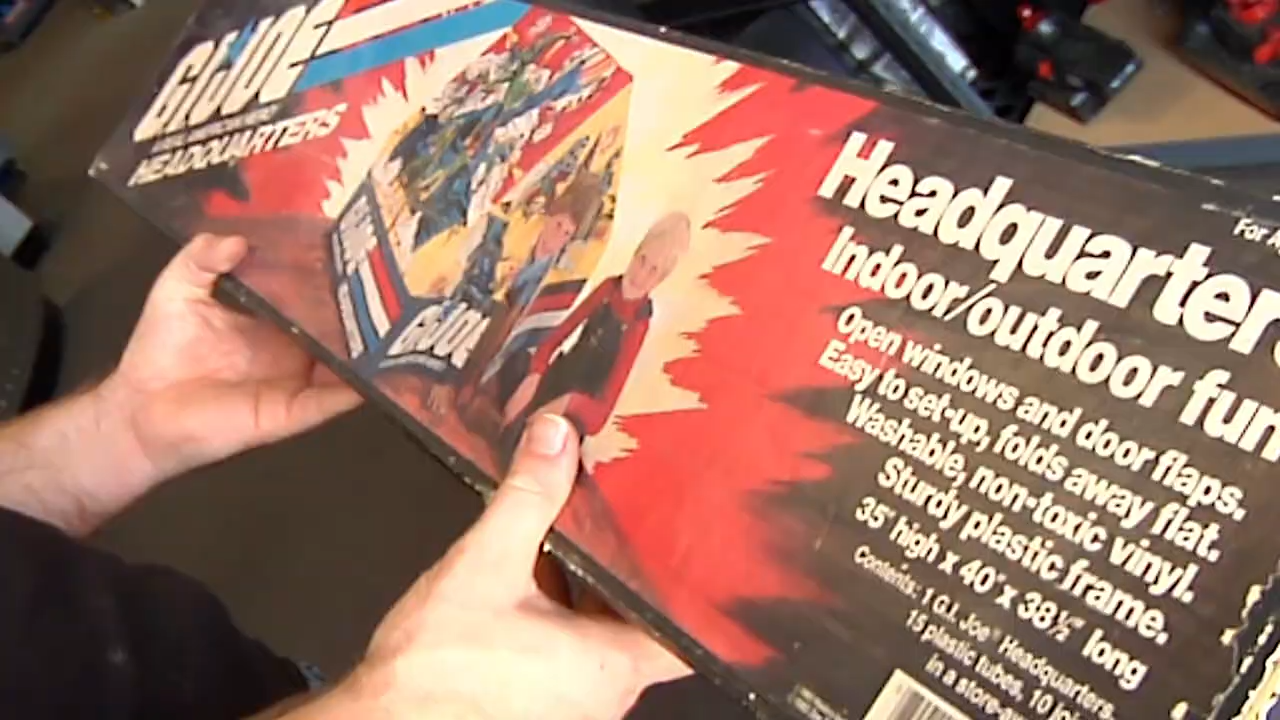 G.I. JOE
HEADQUARTERS
G.I. JOE
Headquarters
Indoor/outdoor fun
For
Open windows and door flaps.
Easy to set-up, folds away flat.
Washable, non-toxic vinyl.
Sturdy plastic frame.
35" high x 40" x 38½" long
Contents: 1 G.I. Joe® Headquarters,
15 plastic tubes, 10
in a